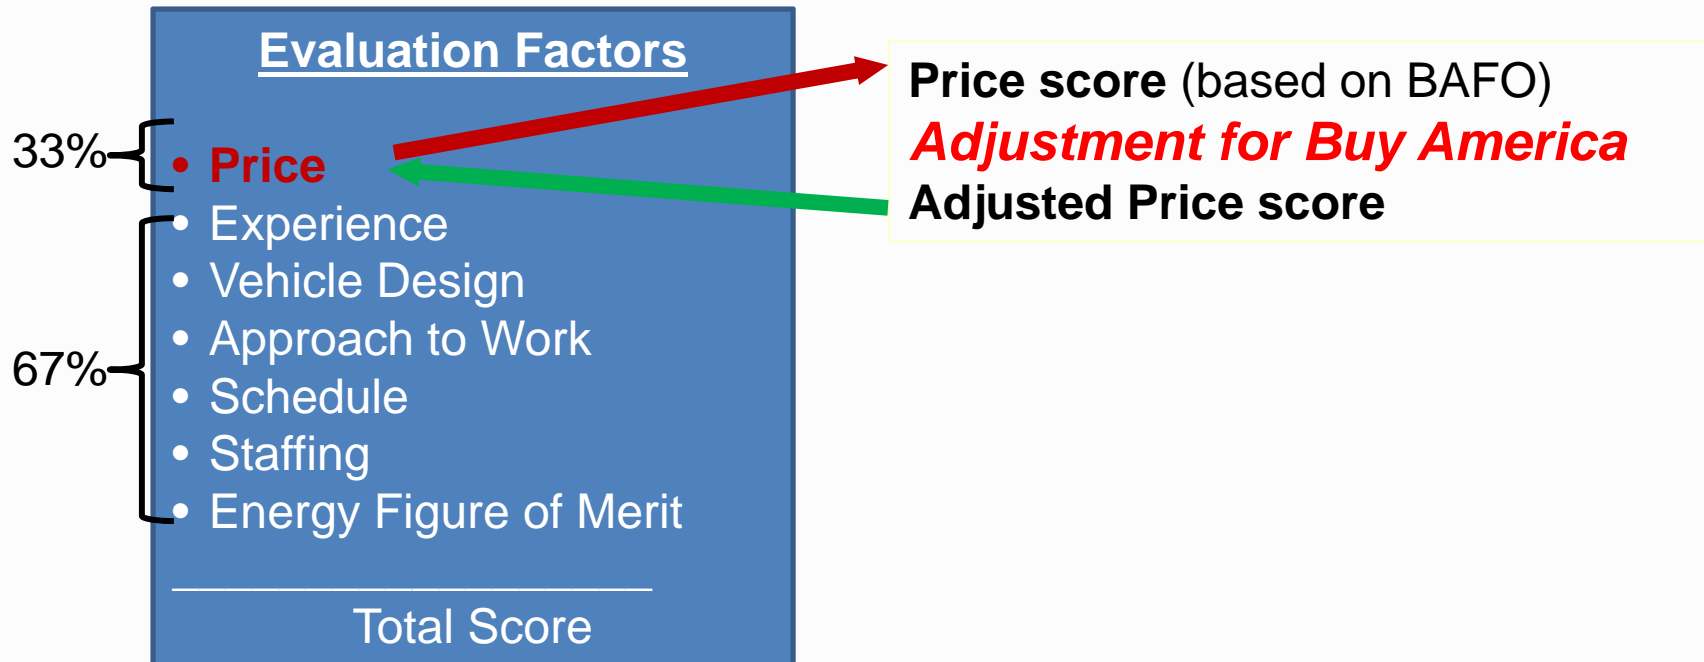 Evaluation Factors
33%
• Price
• Experience
• Vehicle Design
• Approach to Work
67%
• Schedule
• Staffing
• Energy Figure of Merit
Total Score
Price score (based on BAFO)
Adjustment for Buy America
Adjusted Price score